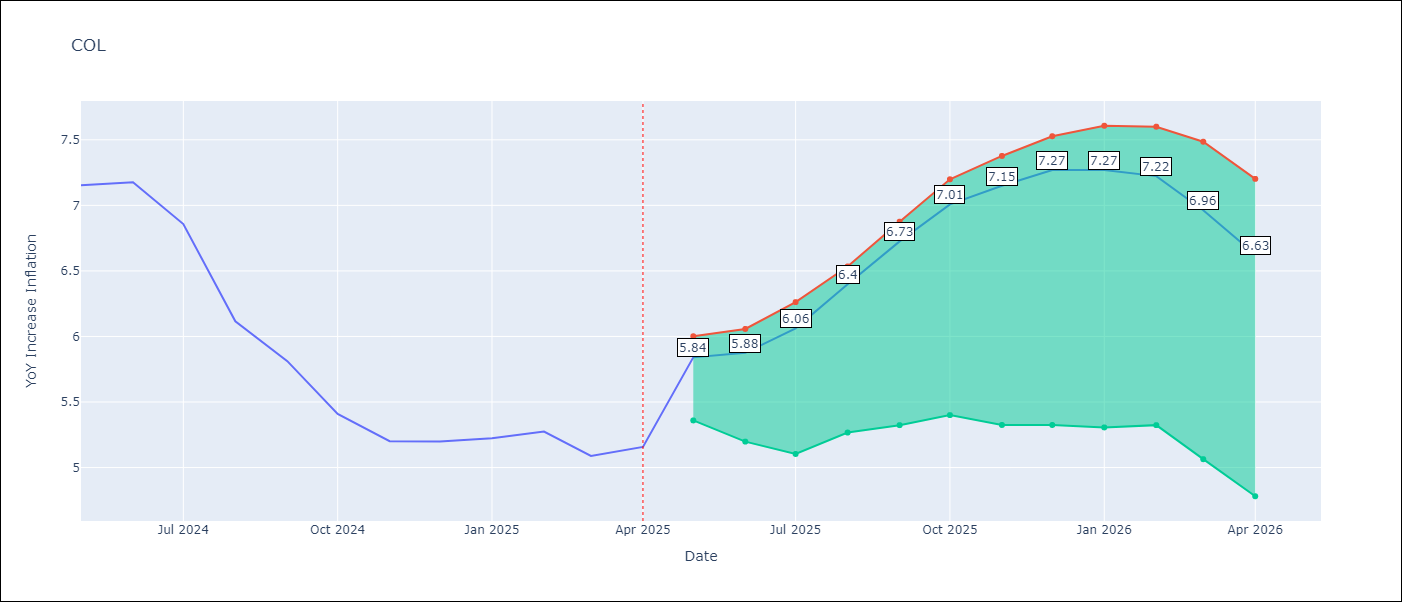 COL
YoY Increase Inflation
7.5
7
6.5
6
5.5
5
5.84
5.88
6.06
6.4
6.73
7.01
7.15
7.27
7.27
7.22
6.96
6.63
Jul 2024
Oct 2024
Jan 2025
Apr 2025
Jul 2025
Oct 2025
Jan 2026
Apr 2026
Date